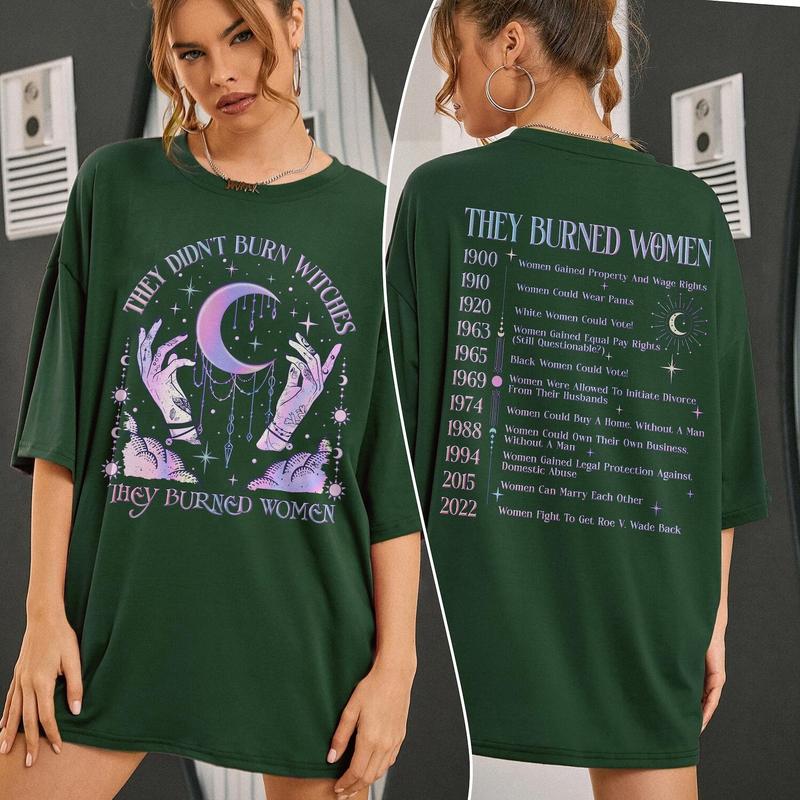 THEY DIDN'T BURN WITCHES
THEY BURNED WOMEN
THEY BURNED WOMEN
1900 Women Gained Property And Wage Rights
1910 Women Could Wear Pants
1920 White Women Could Vote!
1963 Women Gained Equal Pay Rights
(Still Questionable?)
1965 Black Women Could Vote!
1969 Women Were Allowed To Initiate Divorce
From Their Husbands
1974 Women Could Buy A Home. Without A Man
1988 Women Could Own Their Own Business.
Without A Man
1994 Women Gained Legal Protection Against
Domestic Abuse
2015 Women Can Marry Each Other
2022 Women Fight To Get Roe V. Wade Back